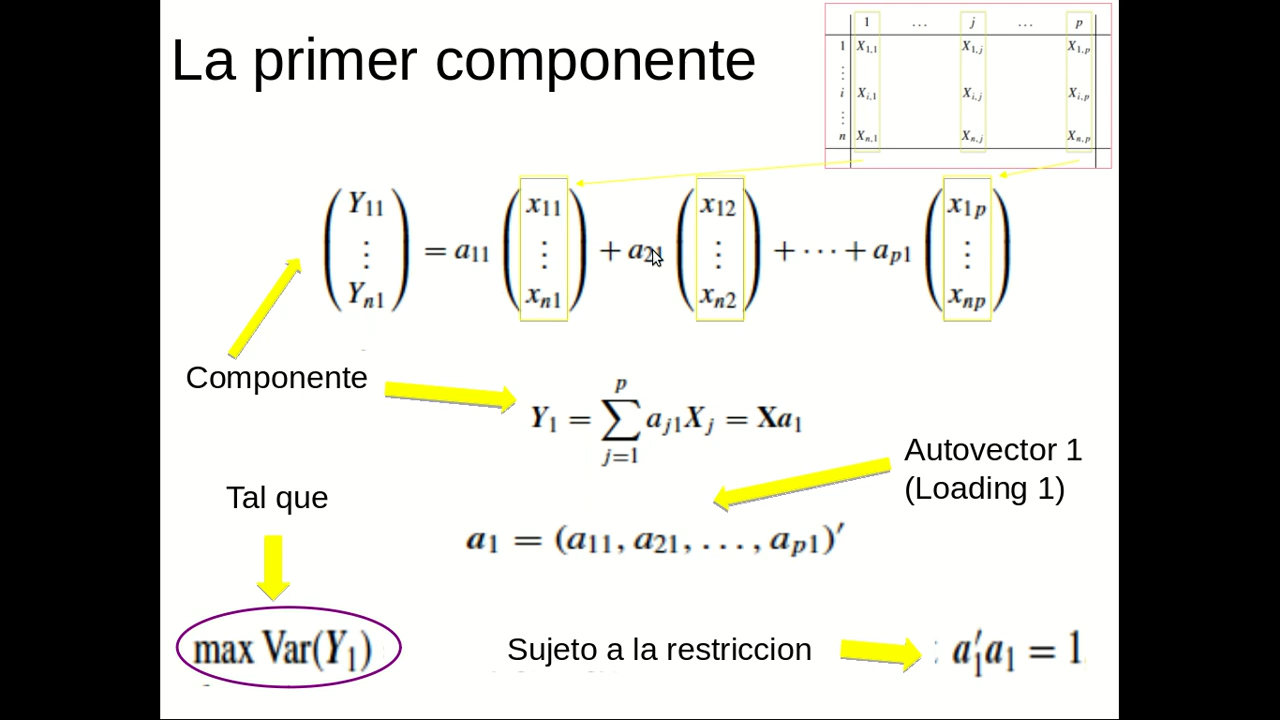 La primer componente
1 ... j ... p
1 X1,1 X1,j X1,p
⋮
i Xi,1 Xi,j Xi,p
⋮
n Xn,1 Xn,j Xn,p
(Y11 ⋮ Yn1) = a11 (x11 ⋮ xn1) + a21 (x12 ⋮ xn2) + ⋯ + ap1 (x1p ⋮ xnp)
Componente
Y1 = ∑_{j=1}^{p} aj1Xj = Xa1
Autovector 1
(Loading 1)
Tal que
a1 = (a11, a21, ..., ap1)′
max Var(Y1)
Sujeto a la restriccion
: a′1a1 = 1.